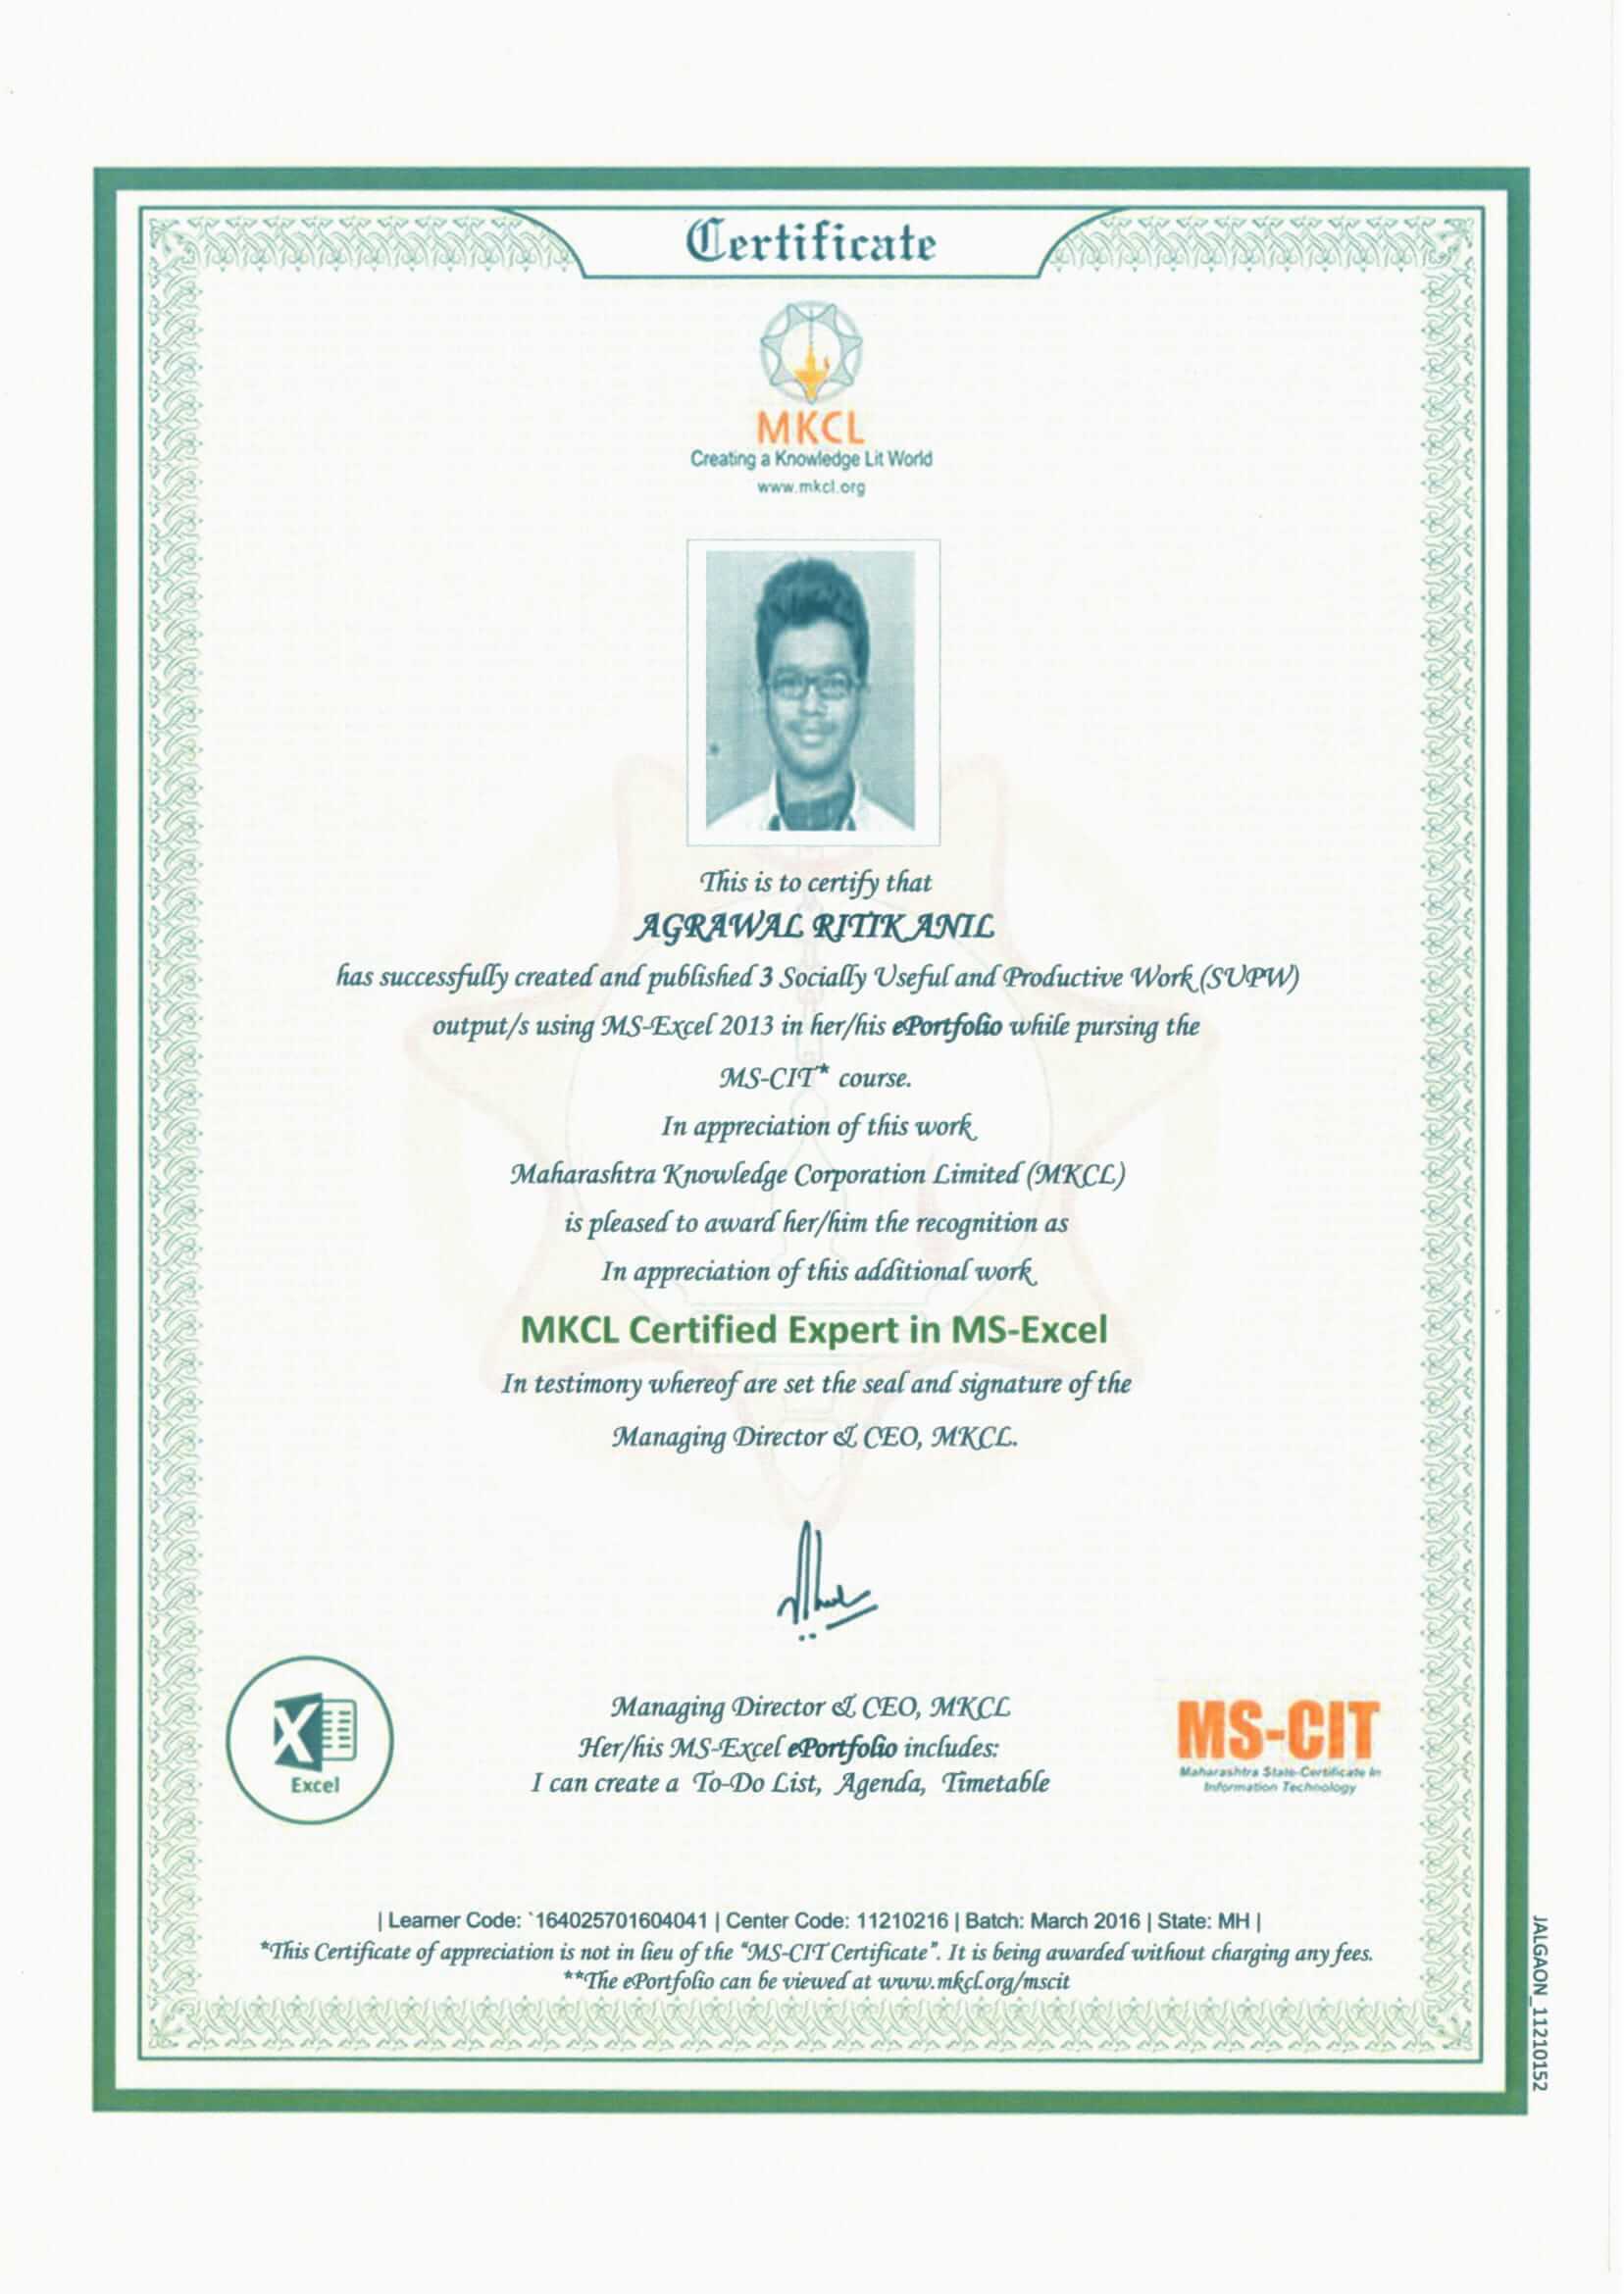 Certificate
MKCL
Creating a Knowledge Lit World
www.mkcl.org
This is to certify that
AGRAWAL RITIK ANIL
has successfully created and published 3 Socially Useful and Productive Work (SUPW)
output/s using MS-Excel 2013 in her/his ePortfolio while pursing the
MS-CIT* course.
In appreciation of this work
Maharashtra Knowledge Corporation Limited (MKCL)
is pleased to award her/him the recognition as
In appreciation of this additional work
MKCL Certified Expert in MS-Excel
In testimony whereof are set the seal and signature of the
Managing Director & CEO, MKCL.
Managing Director & CEO, MKCL
Her/his MS-Excel ePortfolio includes:
I can create a To-Do List, Agenda, Timetable
X
Excel
MS-CIT
Maharashtra State-Certificate In
Information Technology
| Learner Code: `164025701604041 | Center Code: 11210216 | Batch: March 2016 | State: MH |
*This Certificate of appreciation is not in lieu of the "MS-CIT Certificate". It is being awarded without charging any fees.
**The ePortfolio can be viewed at www.mkcl.org/mscit
JALGAON_11210152